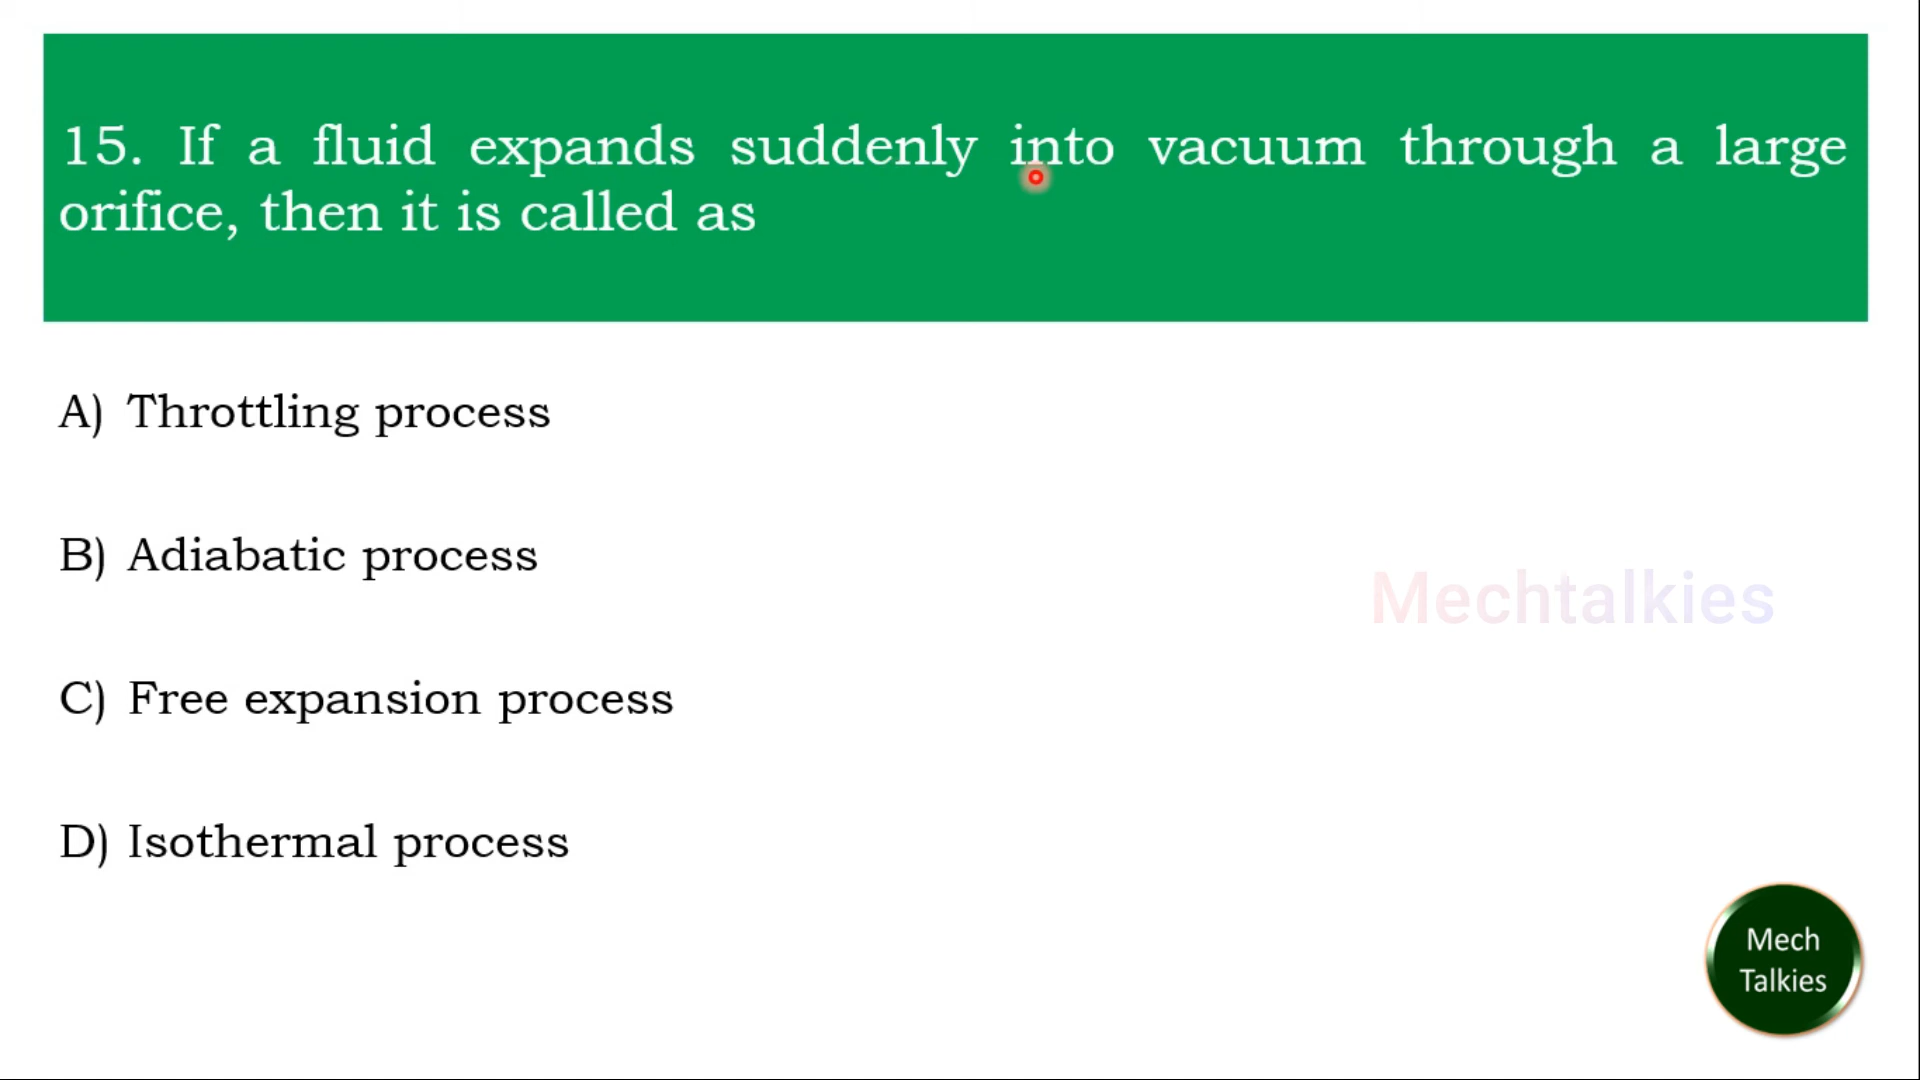 15. If a fluid expands suddenly into vacuum through a large
orifice, then it is called as
A) Throttling process
B) Adiabatic process
Mechtalkies
C) Free expansion process
D) Isothermal process
Mech
Talkies